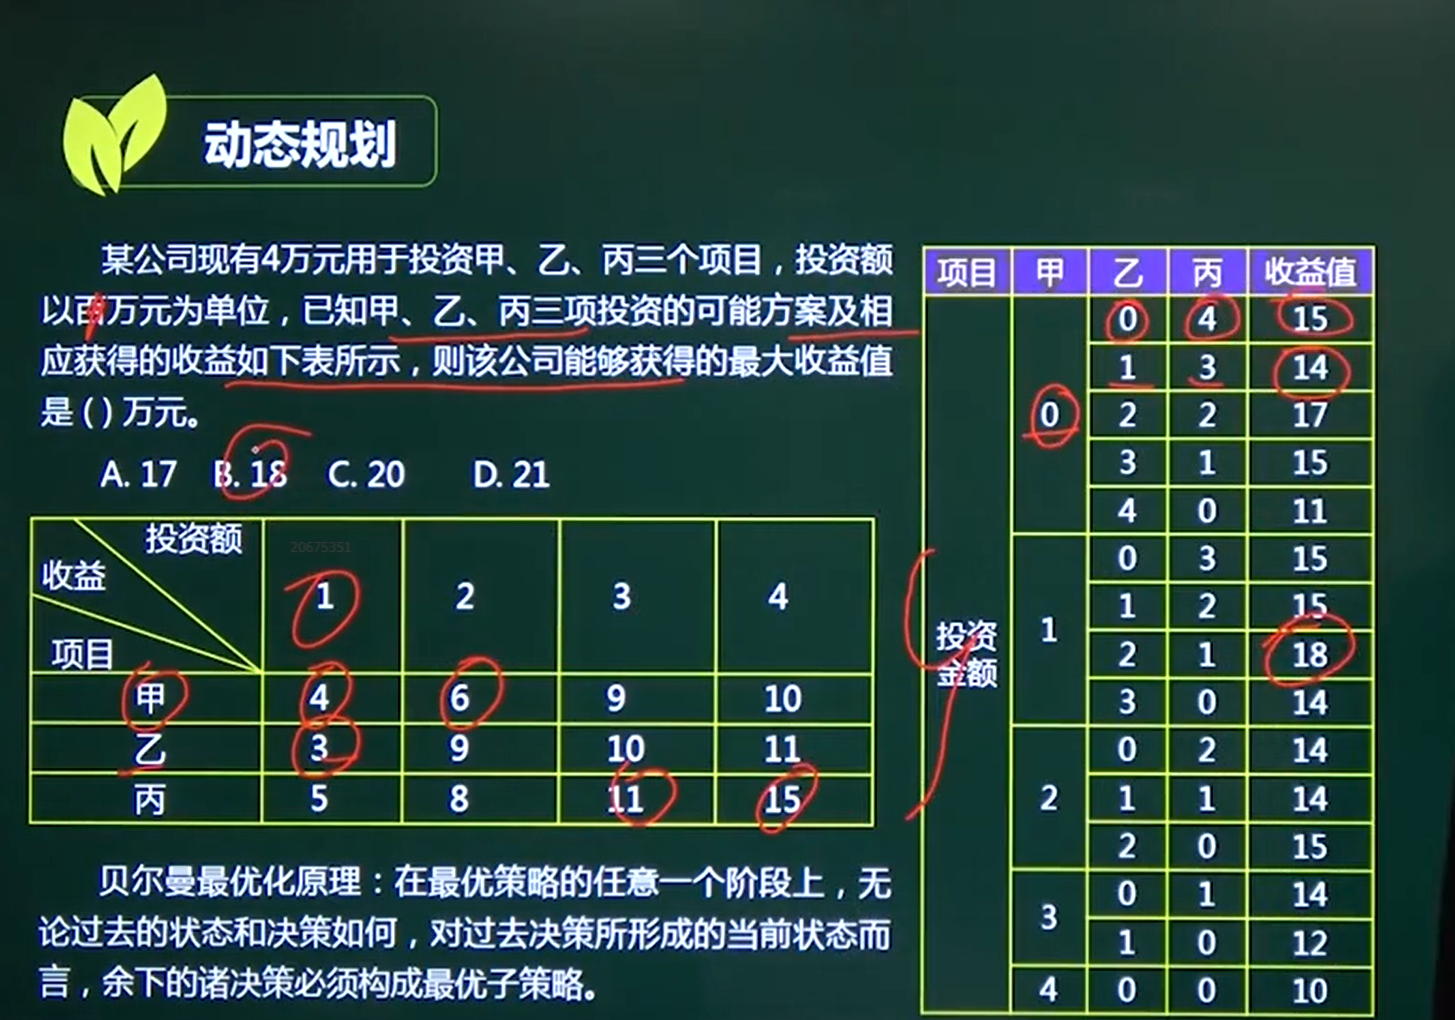 动态规划
某公司现有4万元用于投资甲、乙、丙三个项目，投资额
以百万元为单位，已知甲、乙、丙三项投资的可能方案及相
应获得的收益如下表所示，则该公司能够获得的最大收益值
是 ( ) 万元。
A. 17 B. 18 C. 20 D. 21
投资额
收益
项目
1 2 3 4
20675351
甲 4 6 9 10
乙 3 9 10 11
丙 5 8 11 15
贝尔曼最优化原理：在最优策略的任意一个阶段上，无
论过去的状态和决策如何，对过去决策所形成的当前状态而
言，余下的诸决策必须构成最优子策略。
项目 甲 乙 丙 收益值
投资
金额
0
0 4 15
1 3 14
2 2 17
3 1 15
4 0 11
1
0 3 15
1 2 15
2 1 18
3 0 14
2
0 2 14
1 1 14
2 0 15
3
0 1 14
1 0 12
4 0 0 10